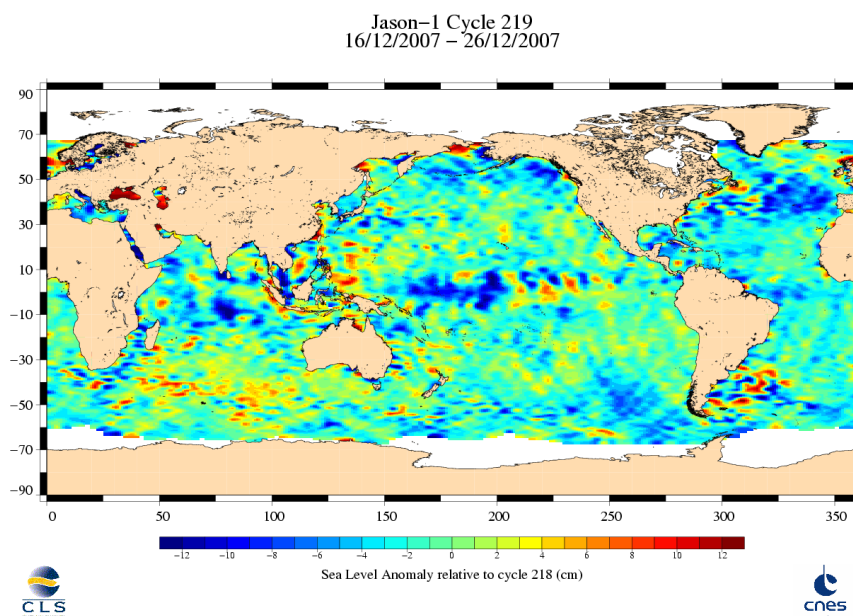 Jason−1 Cycle 219
16/12/2007 − 26/12/2007
90
70
50
30
10
−10
−30
−50
−70
−90
0 50 100 150 200 250 300 350
−12 −10 −8 −6 −4 −2 0 2 4 6 8 10 12
Sea Level Anomaly relative to cycle 218 (cm)
CLS
cnes